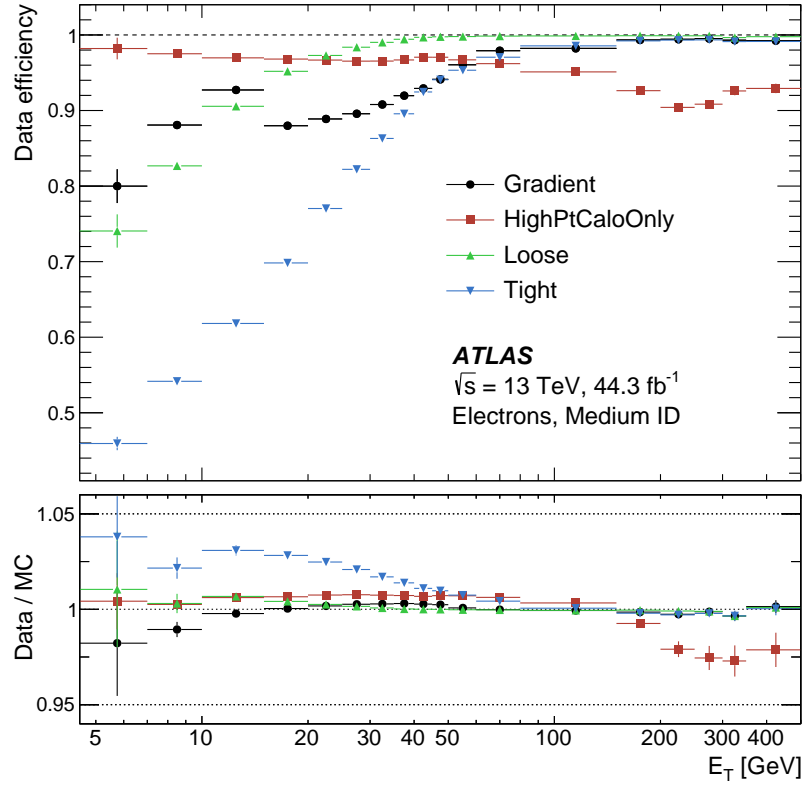 Data efficiency
1
0.9
0.8
0.7
0.6
0.5
Gradient
HighPtCaloOnly
Loose
Tight
ATLAS
√s = 13 TeV, 44.3 fb⁻¹
Electrons, Medium ID
Data / MC
1.05
1
0.95
5 10 20 30 40 50 100 200 300 400
E_T [GeV]